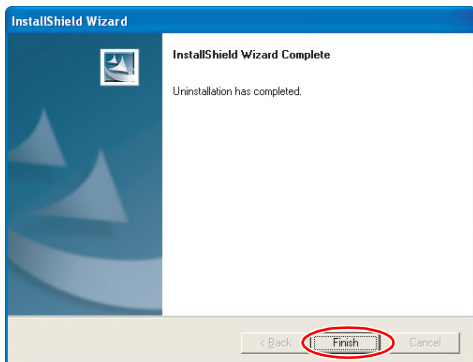 InstallShield Wizard
InstallShield Wizard Complete
Uninstallation has completed.
< Back
Finish
Cancel